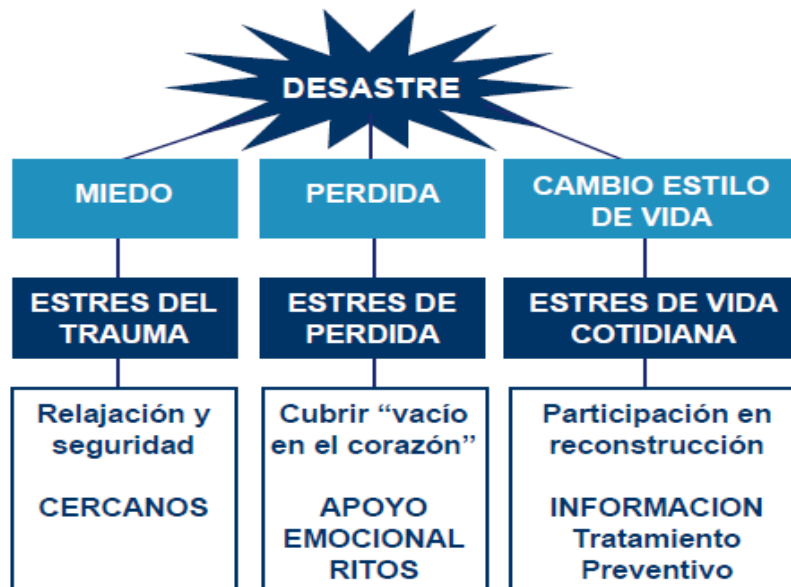 DESASTRE
MIEDO
PERDIDA
CAMBIO ESTILO
DE VIDA
ESTRES DEL
TRAUMA
ESTRES DE
PERDIDA
ESTRES DE VIDA
COTIDIANA
Relajación y
seguridad
CERCANOS
Cubrir “vacío
en el corazón”
APOYO
EMOCIONAL
RITOS
Participación en
reconstrucción
INFORMACION
Tratamiento
Preventivo